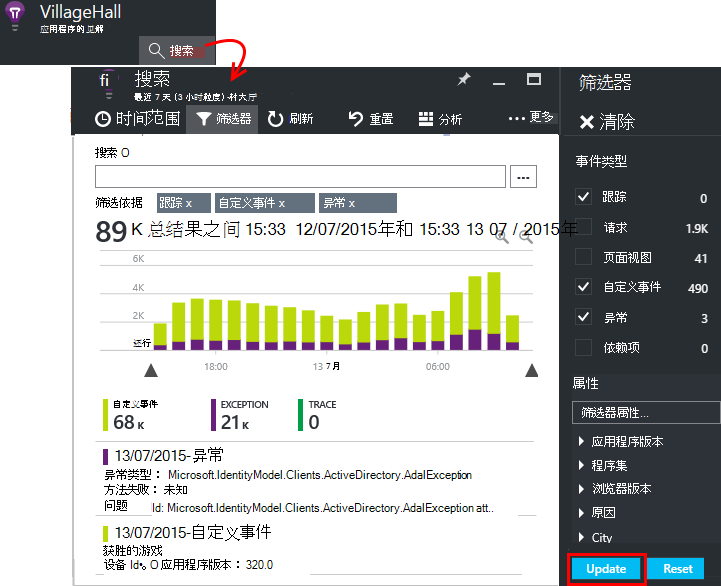 VillageHall
应用程序的见解
搜索
fi 搜索
最近 7 天 (3 小时粒度) -科大厅
时间范围 筛选器 刷新 重置 分析 更多
搜索 O
...
筛选依据 跟踪 x 自定义事件 x 异常 x
89 K 总结果之间 15:33 12/07/2015年和 15:33 13 07 / 2015年
6K
4K
2K
运行
18:00 13 7月 06:00
自定义事件 EXCEPTION TRACE
68 K 21 K 0
13/07/2015-异常
异常类型： Microsoft.IdentityModel.Clients.ActiveDirectory.AdalException
方法失败： 未知
问题 Id: Microsoft.IdentityModel.Clients.ActiveDirectory.AdalException att..
13/07/2015-自定义事件
获胜的游戏
设备 Id。 O 应用程序版本： 320.0
筛选器
清除
事件类型
跟踪 0
请求 1.9K
页面视图 41
自定义事件 490
异常 3
依赖项 0
属性
筛选器属性...
应用程序版本
程序集
浏览器版本
原因
City
Update Reset